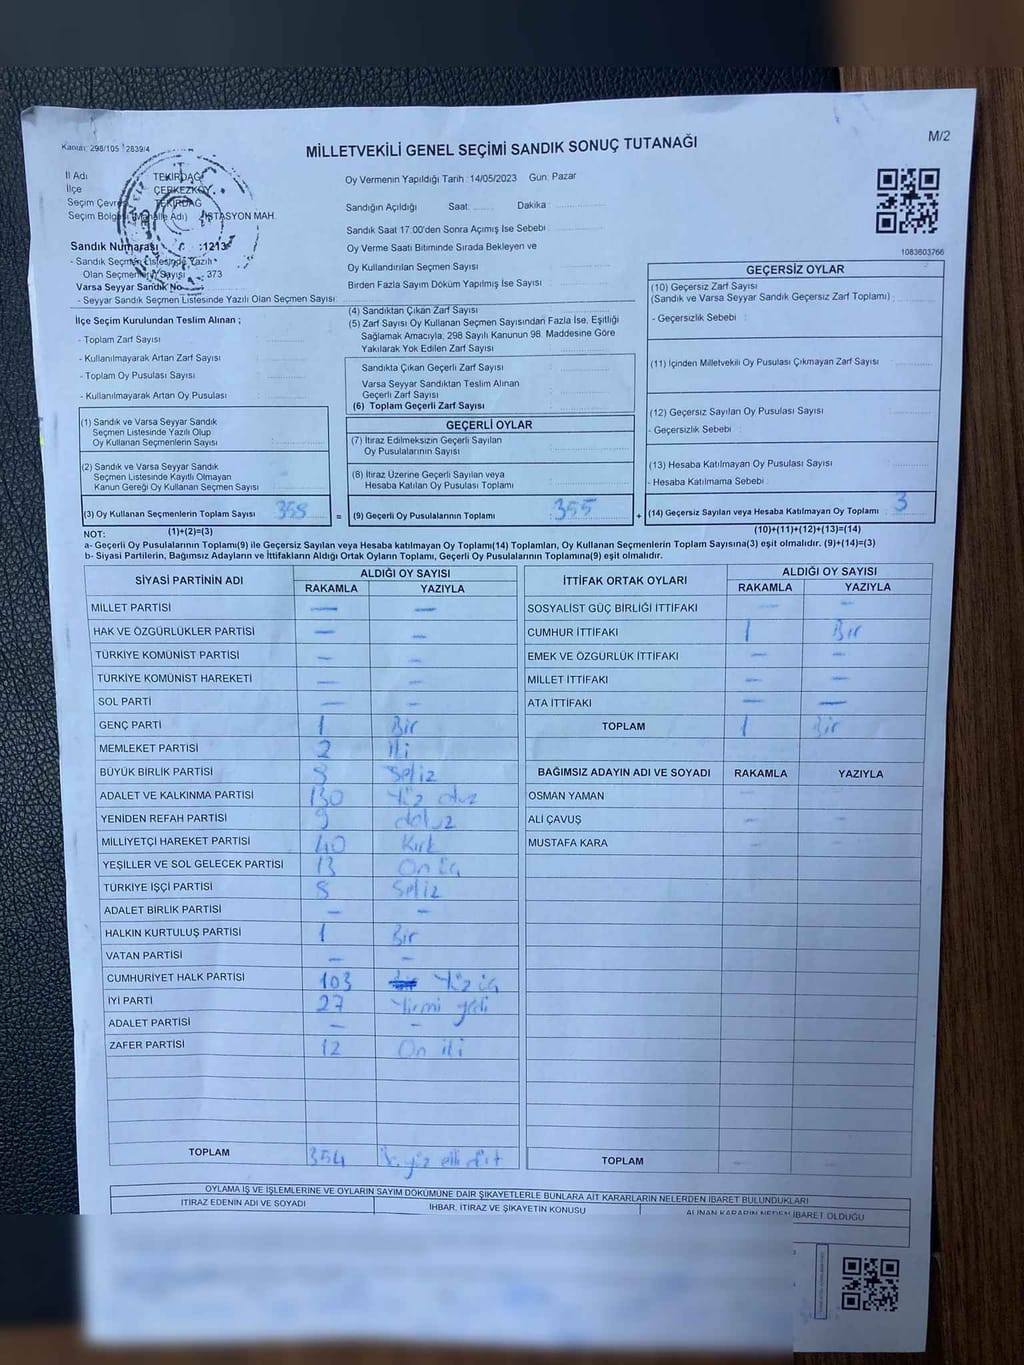 Kanun: 298/105 - 2839/4
MİLLETVEKİLİ GENEL SEÇİMİ SANDIK SONUÇ TUTANAĞI
M/2
İl Adı TEKİRDAĞ
İlçe ÇERKEZKÖY
Seçim Çevresi TEKİRDAĞ
Seçim Bölgesi (Mahalle Adı) İSTASYON MAH.
Sandık Numarası :1213
- Sandık Seçmen Listesinde Yazılı
Olan Seçmen Sayısı : 373
Varsa Seyyar Sandık No
- Seyyar Sandık Seçmen Listesinde Yazılı Olan Seçmen Sayısı:
Oy Vermenin Yapıldığı Tarih :14/05/2023 Gün: Pazar
Sandığın Açıldığı Saat: Dakika :
Sandık Saat 17:00'den Sonra Açımış İse Sebebi :
Oy Verme Saati Bitiminde Sırada Bekleyen ve
Oy Kullandırılan Seçmen Sayısı :
Birden Fazla Sayım Döküm Yapılmış İse Sayısı :
1083603766
İlçe Seçim Kurulundan Teslim Alınan ;
- Toplam Zarf Sayısı :
- Kullanılmayarak Artan Zarf Sayısı :
- Toplam Oy Pusulası Sayısı :
- Kullanılmayarak Artan Oy Pusulası :
(4) Sandıktan Çıkan Zarf Sayısı :
(5) Zarf Sayısı Oy Kullanan Seçmen Sayısından Fazla İse, Eşitliği
Sağlamak Amacıyla; 298 Sayılı Kanunun 98. Maddesine Göre
Yakılarak Yok Edilen Zarf Sayısı :
Sandıkta Çıkan Geçerli Zarf Sayısı :
Varsa Seyyar Sandıktan Teslim Alınan
Geçerli Zarf Sayısı :
(6) Toplam Geçerli Zarf Sayısı :
GEÇERSİZ OYLAR
(10) Geçersiz Zarf Sayısı
(Sandık ve Varsa Seyyar Sandık Geçersiz Zarf Toplamı) :
- Geçersizlik Sebebi :
(11) İçinden Milletvekili Oy Pusulası Çıkmayan Zarf Sayısı :
(12) Geçersiz Sayılan Oy Pusulası Sayısı :
- Geçersizlik Sebebi :
(13) Hesaba Katılmayan Oy Pusulası Sayısı :
- Hesaba Katılmama Sebebi :
(1) Sandık ve Varsa Seyyar Sandık
Seçmen Listesinde Yazılı Olup
Oy Kullanan Seçmenlerin Sayısı :
(2) Sandık ve Varsa Seyyar Sandık
Seçmen Listesinde Kayıtlı Olmayan
Kanun Gereği Oy Kullanan Seçmen Sayısı :
GEÇERLİ OYLAR
(7) İtiraz Edilmeksizin Geçerli Sayılan
Oy Pusulalarının Sayısı :
(8) İtiraz Üzerine Geçerli Sayılan veya
Hesaba Katılan Oy Pusulası Toplamı :
(3) Oy Kullanan Seçmenlerin Toplam Sayısı : 358 = (9) Geçerli Oy Pusulalarının Toplamı : 355 + (14) Geçersiz Sayılan veya Hesaba Katılmayan Oy Toplamı : 3
NOT: (1)+(2)=(3) (10)+(11)+(12)+(13)=(14)
a- Geçerli Oy Pusulalarının Toplamı(9) ile Geçersiz Sayılan veya Hesaba katılmayan Oy Toplamı(14) Toplamları, Oy Kullanan Seçmenlerin Toplam Sayısına(3) eşit olmalıdır. (9)+(14)=(3)
b- Siyasi Partilerin, Bağımsız Adayların ve İttifakların Aldığı Ortak Oyların Toplamı, Geçerli Oy Pusulalarının Toplamına(9) eşit olmalıdır.
SİYASİ PARTİNİN ADI ALDIĞI OY SAYISI
RAKAMLA YAZIYLA
MİLLET PARTİSİ — —
HAK VE ÖZGÜRLÜKLER PARTİSİ — —
TÜRKİYE KOMÜNİST PARTİSİ — —
TÜRKİYE KOMÜNİST HAREKETİ — —
SOL PARTİ — —
GENÇ PARTİ 1 Bir
MEMLEKET PARTİSİ 2 iki
BÜYÜK BİRLİK PARTİSİ 8 Sekiz
ADALET VE KALKINMA PARTİSİ 130 Yüz otuz
YENİDEN REFAH PARTİSİ 9 dokuz
MİLLİYETÇİ HAREKET PARTİSİ 40 Kırk
YEŞİLLER VE SOL GELECEK PARTİSİ 13 On üç
TÜRKİYE İŞÇİ PARTİSİ 8 Sekiz
ADALET BİRLİK PARTİSİ — —
HALKIN KURTULUŞ PARTİSİ 1 Bir
VATAN PARTİSİ — —
CUMHURİYET HALK PARTİSİ 103 Yüz üç
İYİ PARTİ 27 Yirmi yedi
ADALET PARTİSİ — —
ZAFER PARTİSİ 12 On iki
TOPLAM 354 Üç yüz elli dört
İTTİFAK ORTAK OYLARI ALDIĞI OY SAYISI
RAKAMLA YAZIYLA
SOSYALİST GÜÇ BİRLİĞİ İTTİFAKI — —
CUMHUR İTTİFAKI 1 Bir
EMEK VE ÖZGÜRLÜK İTTİFAKI — —
MİLLET İTTİFAKI — —
ATA İTTİFAKI — —
TOPLAM 1 Bir
BAĞIMSIZ ADAYIN ADI VE SOYADI RAKAMLA YAZIYLA
OSMAN YAMAN — —
ALİ ÇAVUŞ — —
MUSTAFA KARA — —
TOPLAM — —
OYLAMA İŞ VE İŞLEMLERİNE VE OYLARIN SAYIM DÖKÜMÜNE DAİR ŞİKAYETLERLE BUNLARA AİT KARARLARIN NELERDEN İBARET BULUNDUKLARI
İTİRAZ EDENİN ADI VE SOYADI İHBAR, İTİRAZ VE ŞİKAYETİN KONUSU ALINAN KARARIN NEDEN İBARET OLDUĞU